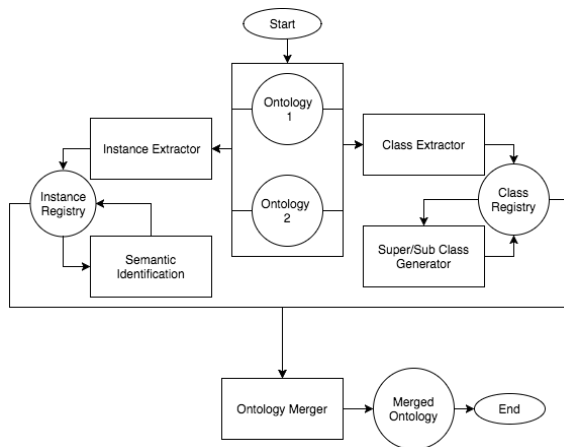 Start
Ontology
1
Instance Extractor
Class Extractor
Instance
Registry
Ontology
2
Class
Registry
Semantic
Identification
Super/Sub Class
Generator
Ontology Merger
Merged
Ontology
End